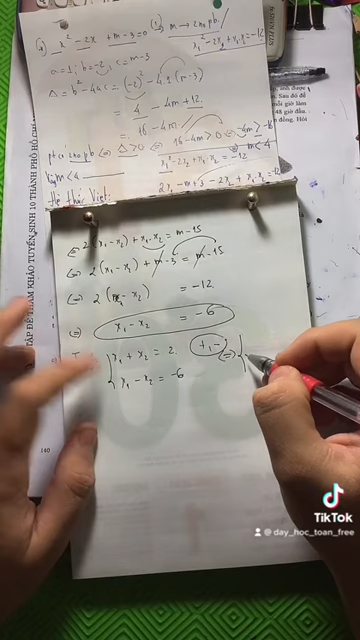 x² - 2x + m - 3 = 0 (1) m → 2 no pb.
x₁² - 2x₂ + x₁x₂ = -12
a = 1; b = -2, c = m-3
Δ = b² - 4ac = (-2)² - 4.1(m-3)
= 4 - 4m + 12.
= 16 - 4m
pt có 2 no pb ⇔ Δ > 0 ⇔ 16 - 4m > 0 ⇔ -4m > -16
m < 4
Hệ thức Viet:
x₁² - 2x₂ + x₁x₂ = -12
2x₁ - m + 3 - 2x₂ + x₁x₂ = -12
⇔ 2(x₁ - x₂) + x₁.x₂ = m - 15
⇔ 2(x₁ - x₂) + m - 3 = m - 15
⇔ 2(x₁ - x₂) = -12
⇔ x₁ - x₂ = -6
x₁ + x₂ = 2.
+, -
⇔
x₁ - x₂ = -6
140
TikTok
@day_hoc_toan_free